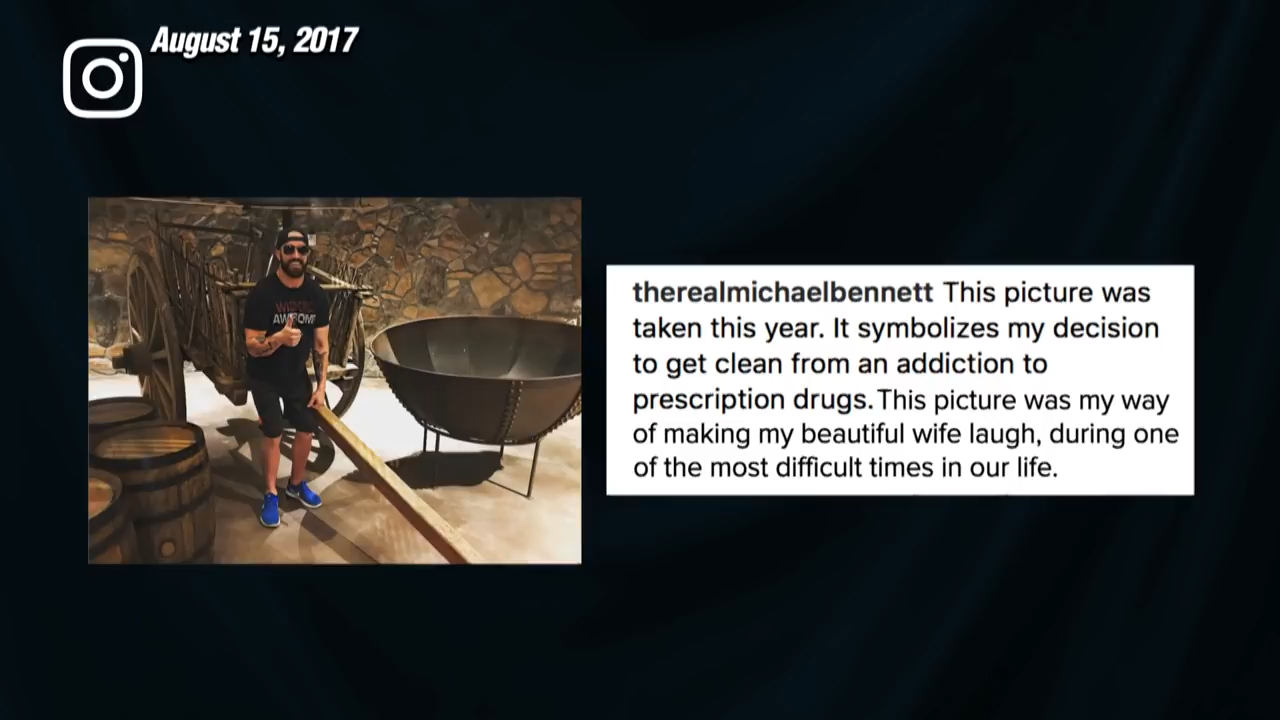 August 15, 2017
WICKED
AWESOME
therealmichaelbennett This picture was
taken this year. It symbolizes my decision
to get clean from an addiction to
prescription drugs. This picture was my way
of making my beautiful wife laugh, during one
of the most difficult times in our life.